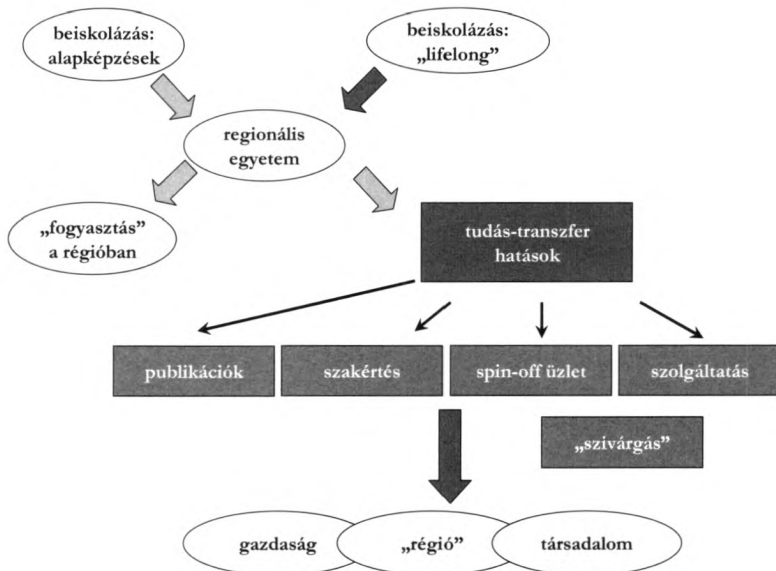 beiskolázás:
alapképzések
beiskolázás:
„lifelong”
regionális
egyetem
„fogyasztás”
a régióban
tudás-transzfer
hatások
publikációk
szakértés
spin-off üzlet
szolgáltatás
„szivárgás”
gazdaság
„régió”
társadalom